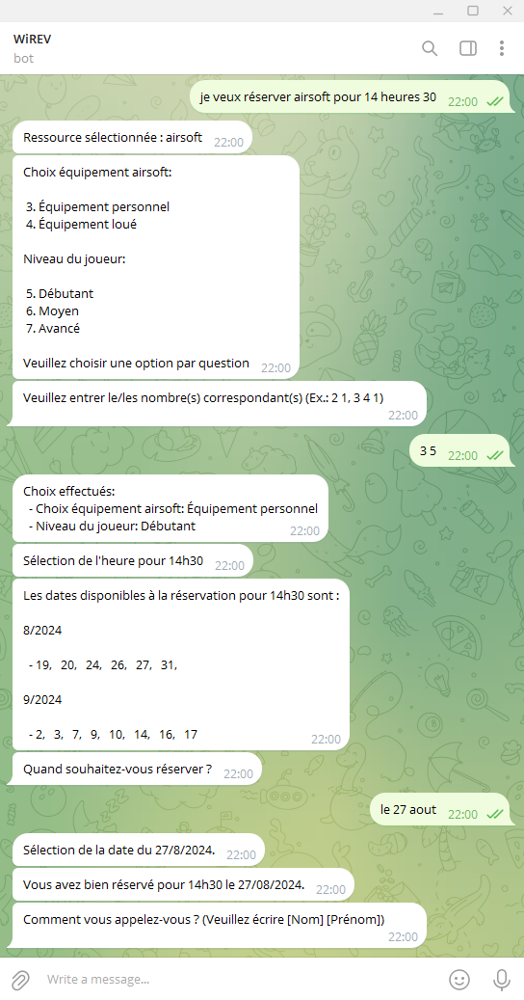 WiREV
bot
je veux réserver airsoft pour 14 heures 30 22:00
Ressource sélectionnée : airsoft 22:00
Choix équipement airsoft:
3. Équipement personnel
4. Équipement loué
Niveau du joueur:
5. Débutant
6. Moyen
7. Avancé
Veuillez choisir une option par question 22:00
Veuillez entrer le/les nombre(s) correspondant(s) (Ex.: 2 1, 3 4 1)
22:00
3 5 22:00
Choix effectués:
- Choix équipement airsoft: Équipement personnel
- Niveau du joueur: Débutant 22:00
Sélection de l'heure pour 14h30 22:00
Les dates disponibles à la réservation pour 14h30 sont :
8/2024
- 19, 20, 24, 26, 27, 31,
9/2024
- 2, 3, 7, 9, 10, 14, 16, 17 22:00
Quand souhaitez-vous réserver ? 22:00
le 27 aout 22:00
Sélection de la date du 27/8/2024. 22:00
Vous avez bien réservé pour 14h30 le 27/08/2024. 22:00
Comment vous appelez-vous ? (Veuillez écrire [Nom] [Prénom])
22:00
Write a message...